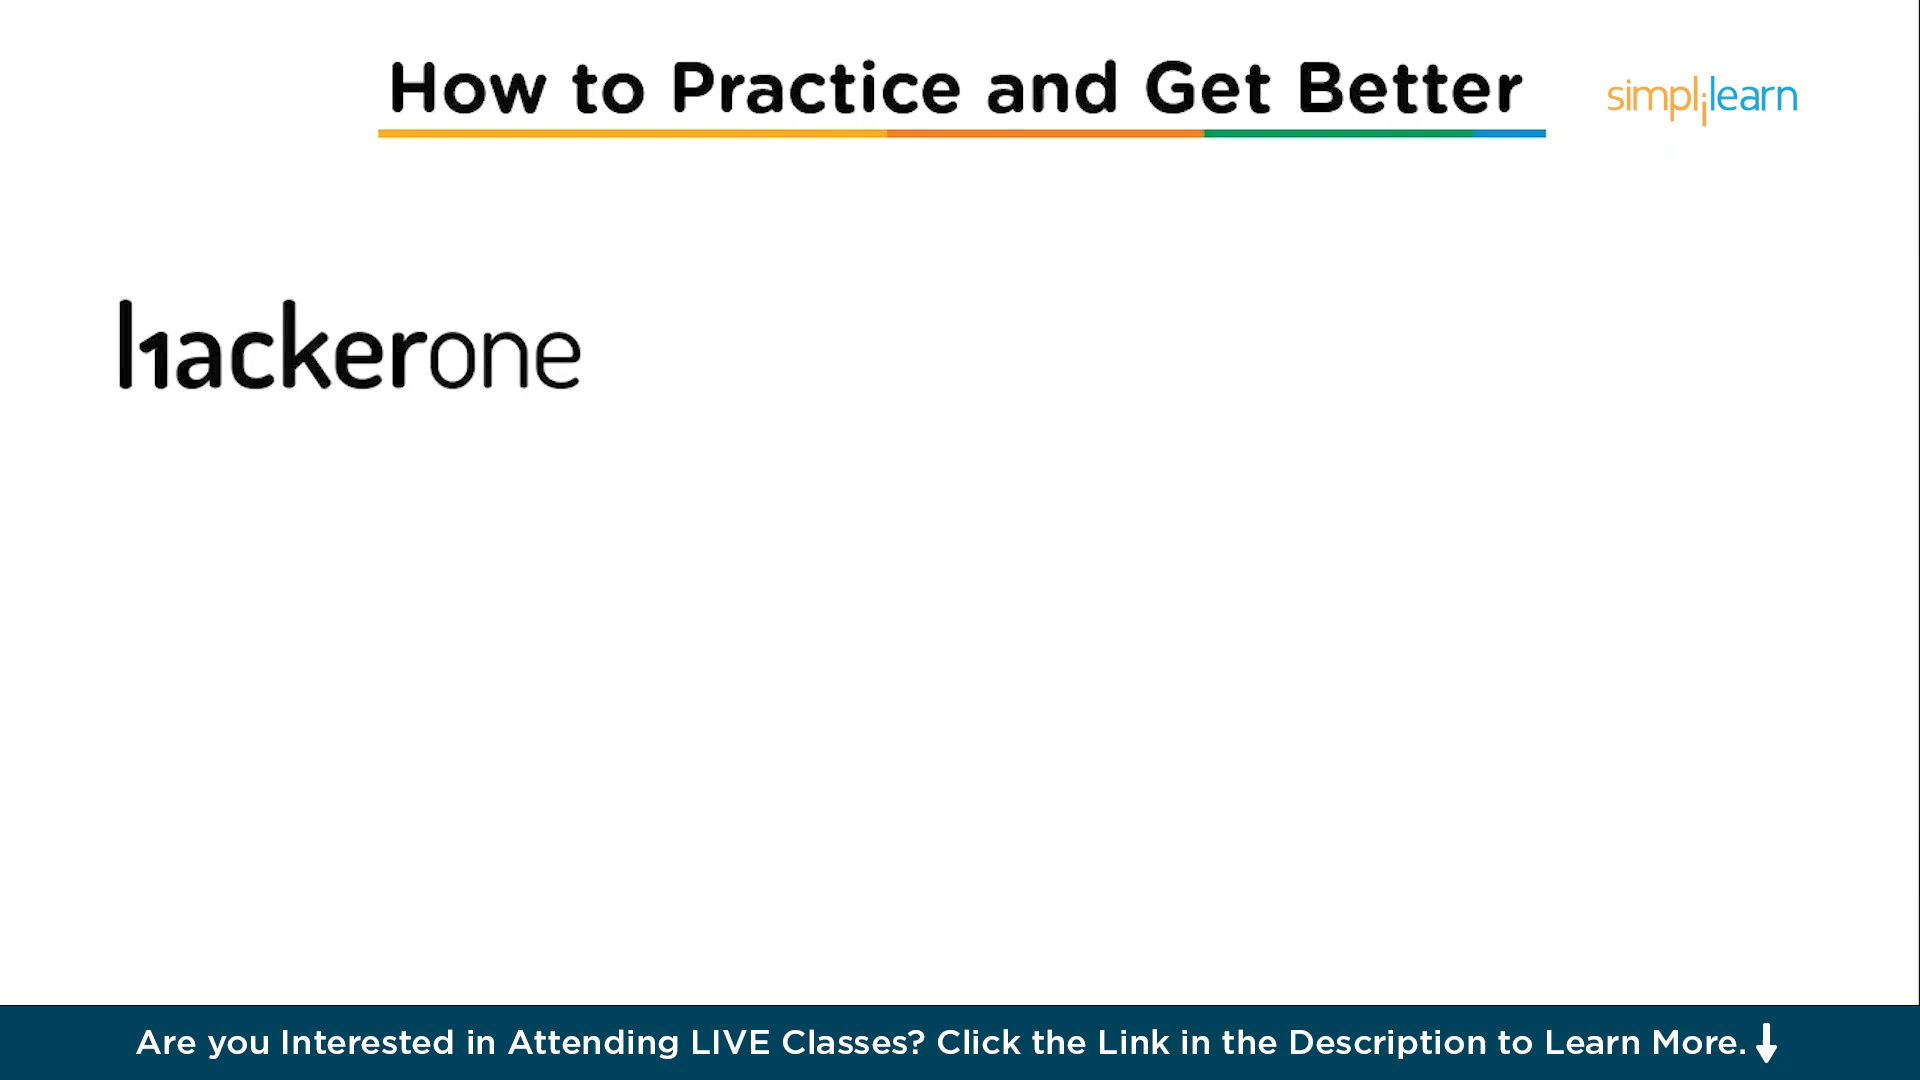 How to Practice and Get Better
simplilearn
hackerone
Are you Interested in Attending LIVE Classes? Click the Link in the Description to Learn More.